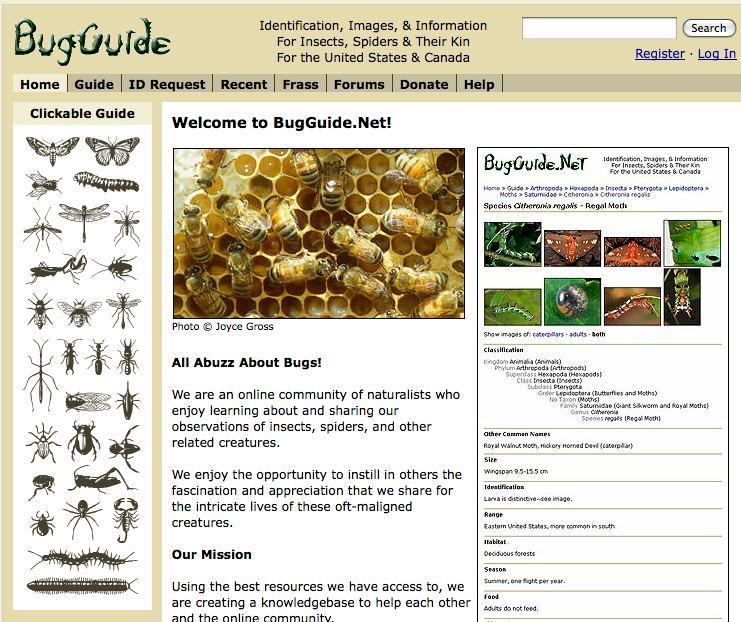 BugGuide
Identification, Images, & Information
For Insects, Spiders & Their Kin
For the United States & Canada
Search
Register · Log In
Home Guide ID Request Recent Frass Forums Donate Help
Clickable Guide
Welcome to BugGuide.Net!
Photo © Joyce Gross
All Abuzz About Bugs!
We are an online community of naturalists who
enjoy learning about and sharing our
observations of insects, spiders, and other
related creatures.
We enjoy the opportunity to instill in others the
fascination and appreciation that we share for
the intricate lives of these oft-maligned
creatures.
Our Mission
Using the best resources we have access to, we
are creating a knowledgebase to help each other
and the online community.
BugGuide.Net
Identification, Images, & Information
For Insects, Spiders & Their Kin
For the United States & Canada
Home » Guide » Arthropoda » Hexapoda » Insecta » Pterygota » Lepidoptera »
Moths » Saturniidae » Citheronia » Citheronia regalis
Species Citheronia regalis - Regal Moth
Show images of: caterpillars · adults · both
Classification
Kingdom Animalia (Animals)
Phylum Arthropoda (Arthropods)
Superclass Hexapoda (Hexapods)
Class Insecta (Insects)
Subclass Pterygota
Order Lepidoptera (Butterflies and Moths)
No Taxon (Moths)
Family Saturniidae (Giant Silkworm and Royal Moths)
Genus Citheronia
Species regalis (Regal Moth)
Other Common Names
Royal Walnut Moth, Hickory Horned Devil (caterpillar)
Size
Wingspan 9.5-15.5 cm
Identification
Larva is distinctive--see image.
Range
Eastern United States, more common in south
Habitat
Deciduous forests
Season
Summer, one flight per year.
Food
Adults do not feed.